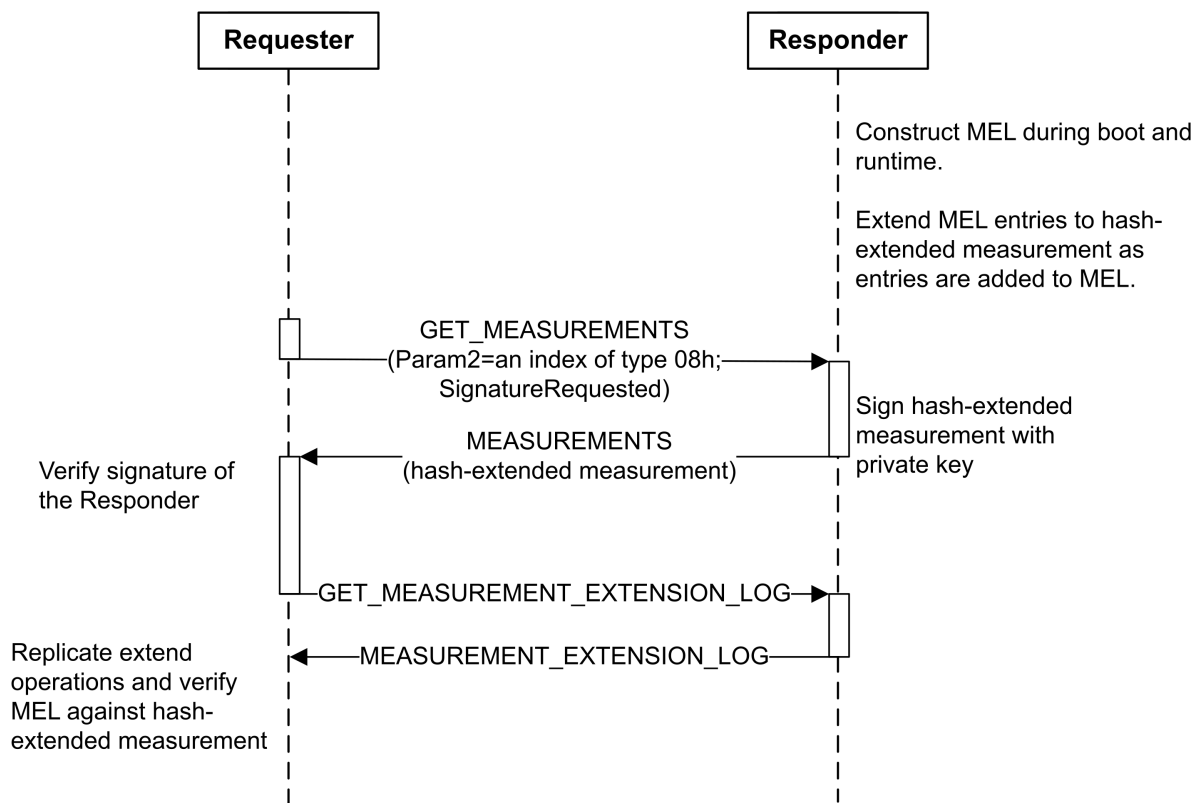 Requester
Responder
Construct MEL during boot and
runtime.
Extend MEL entries to hash-
extended measurement as
entries are added to MEL.
GET_MEASUREMENTS
(Param2=an index of type 08h;
SignatureRequested)
Sign hash-extended
measurement with
private key
MEASUREMENTS
(hash-extended measurement)
Verify signature of
the Responder
GET_MEASUREMENT_EXTENSION_LOG
MEASUREMENT_EXTENSION_LOG
Replicate extend
operations and verify
MEL against hash-
extended measurement